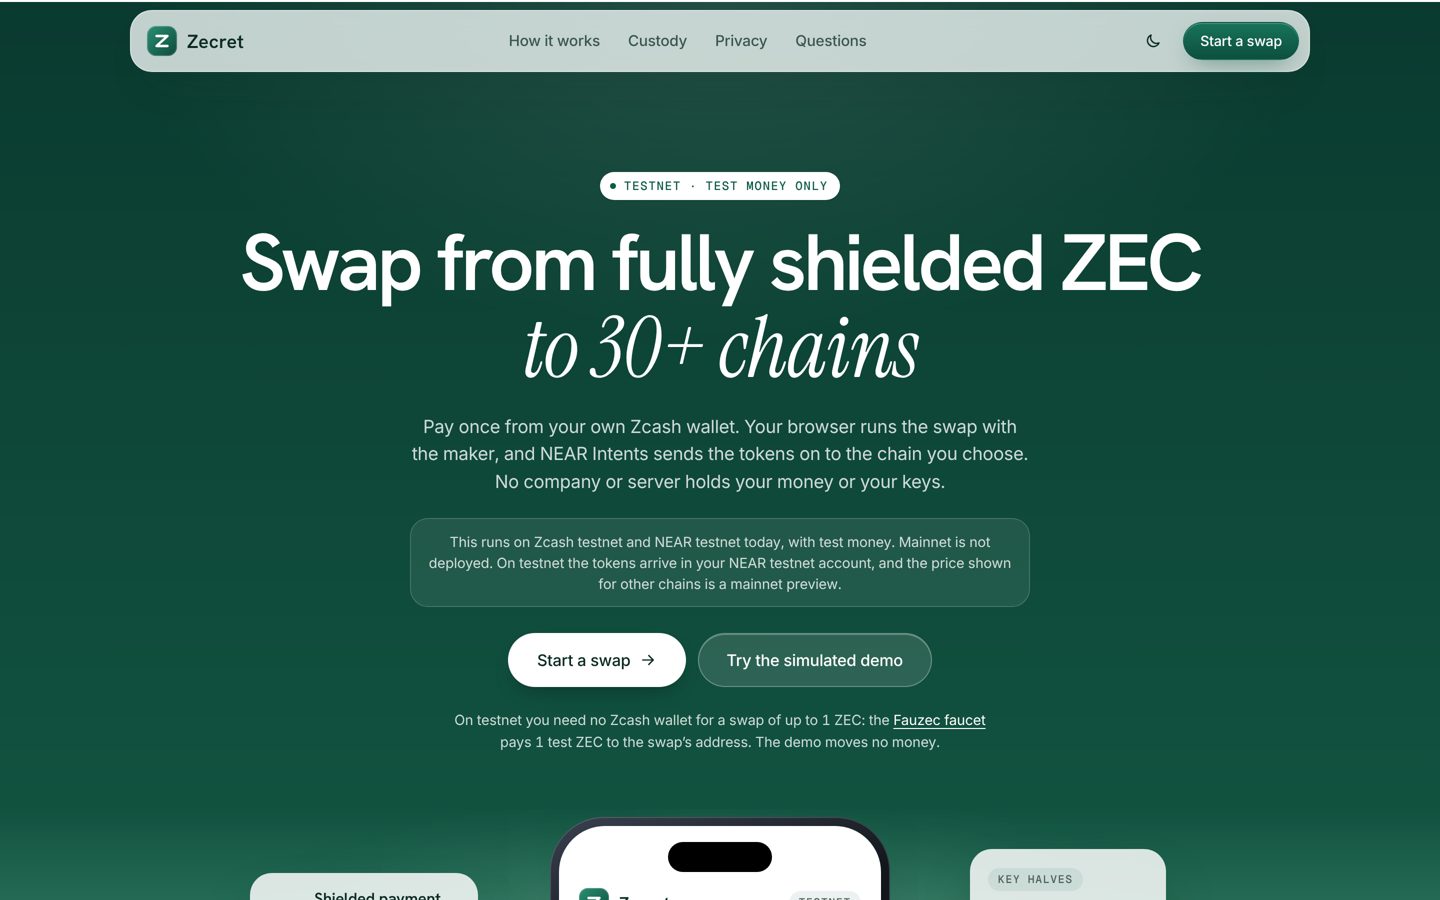 Z Zecret
How it works Custody Privacy Questions
Start a swap
TESTNET · TEST MONEY ONLY
Swap from fully shielded ZEC
to 30+ chains
Pay once from your own Zcash wallet. Your browser runs the swap with
the maker, and NEAR Intents sends the tokens on to the chain you choose.
No company or server holds your money or your keys.
This runs on Zcash testnet and NEAR testnet today, with test money. Mainnet is not
deployed. On testnet the tokens arrive in your NEAR testnet account, and the price shown
for other chains is a mainnet preview.
Start a swap →
Try the simulated demo
On testnet you need no Zcash wallet for a swap of up to 1 ZEC: the Fauzec faucet
pays 1 test ZEC to the swap’s address. The demo moves no money.
KEY HALVES
Shielded payment